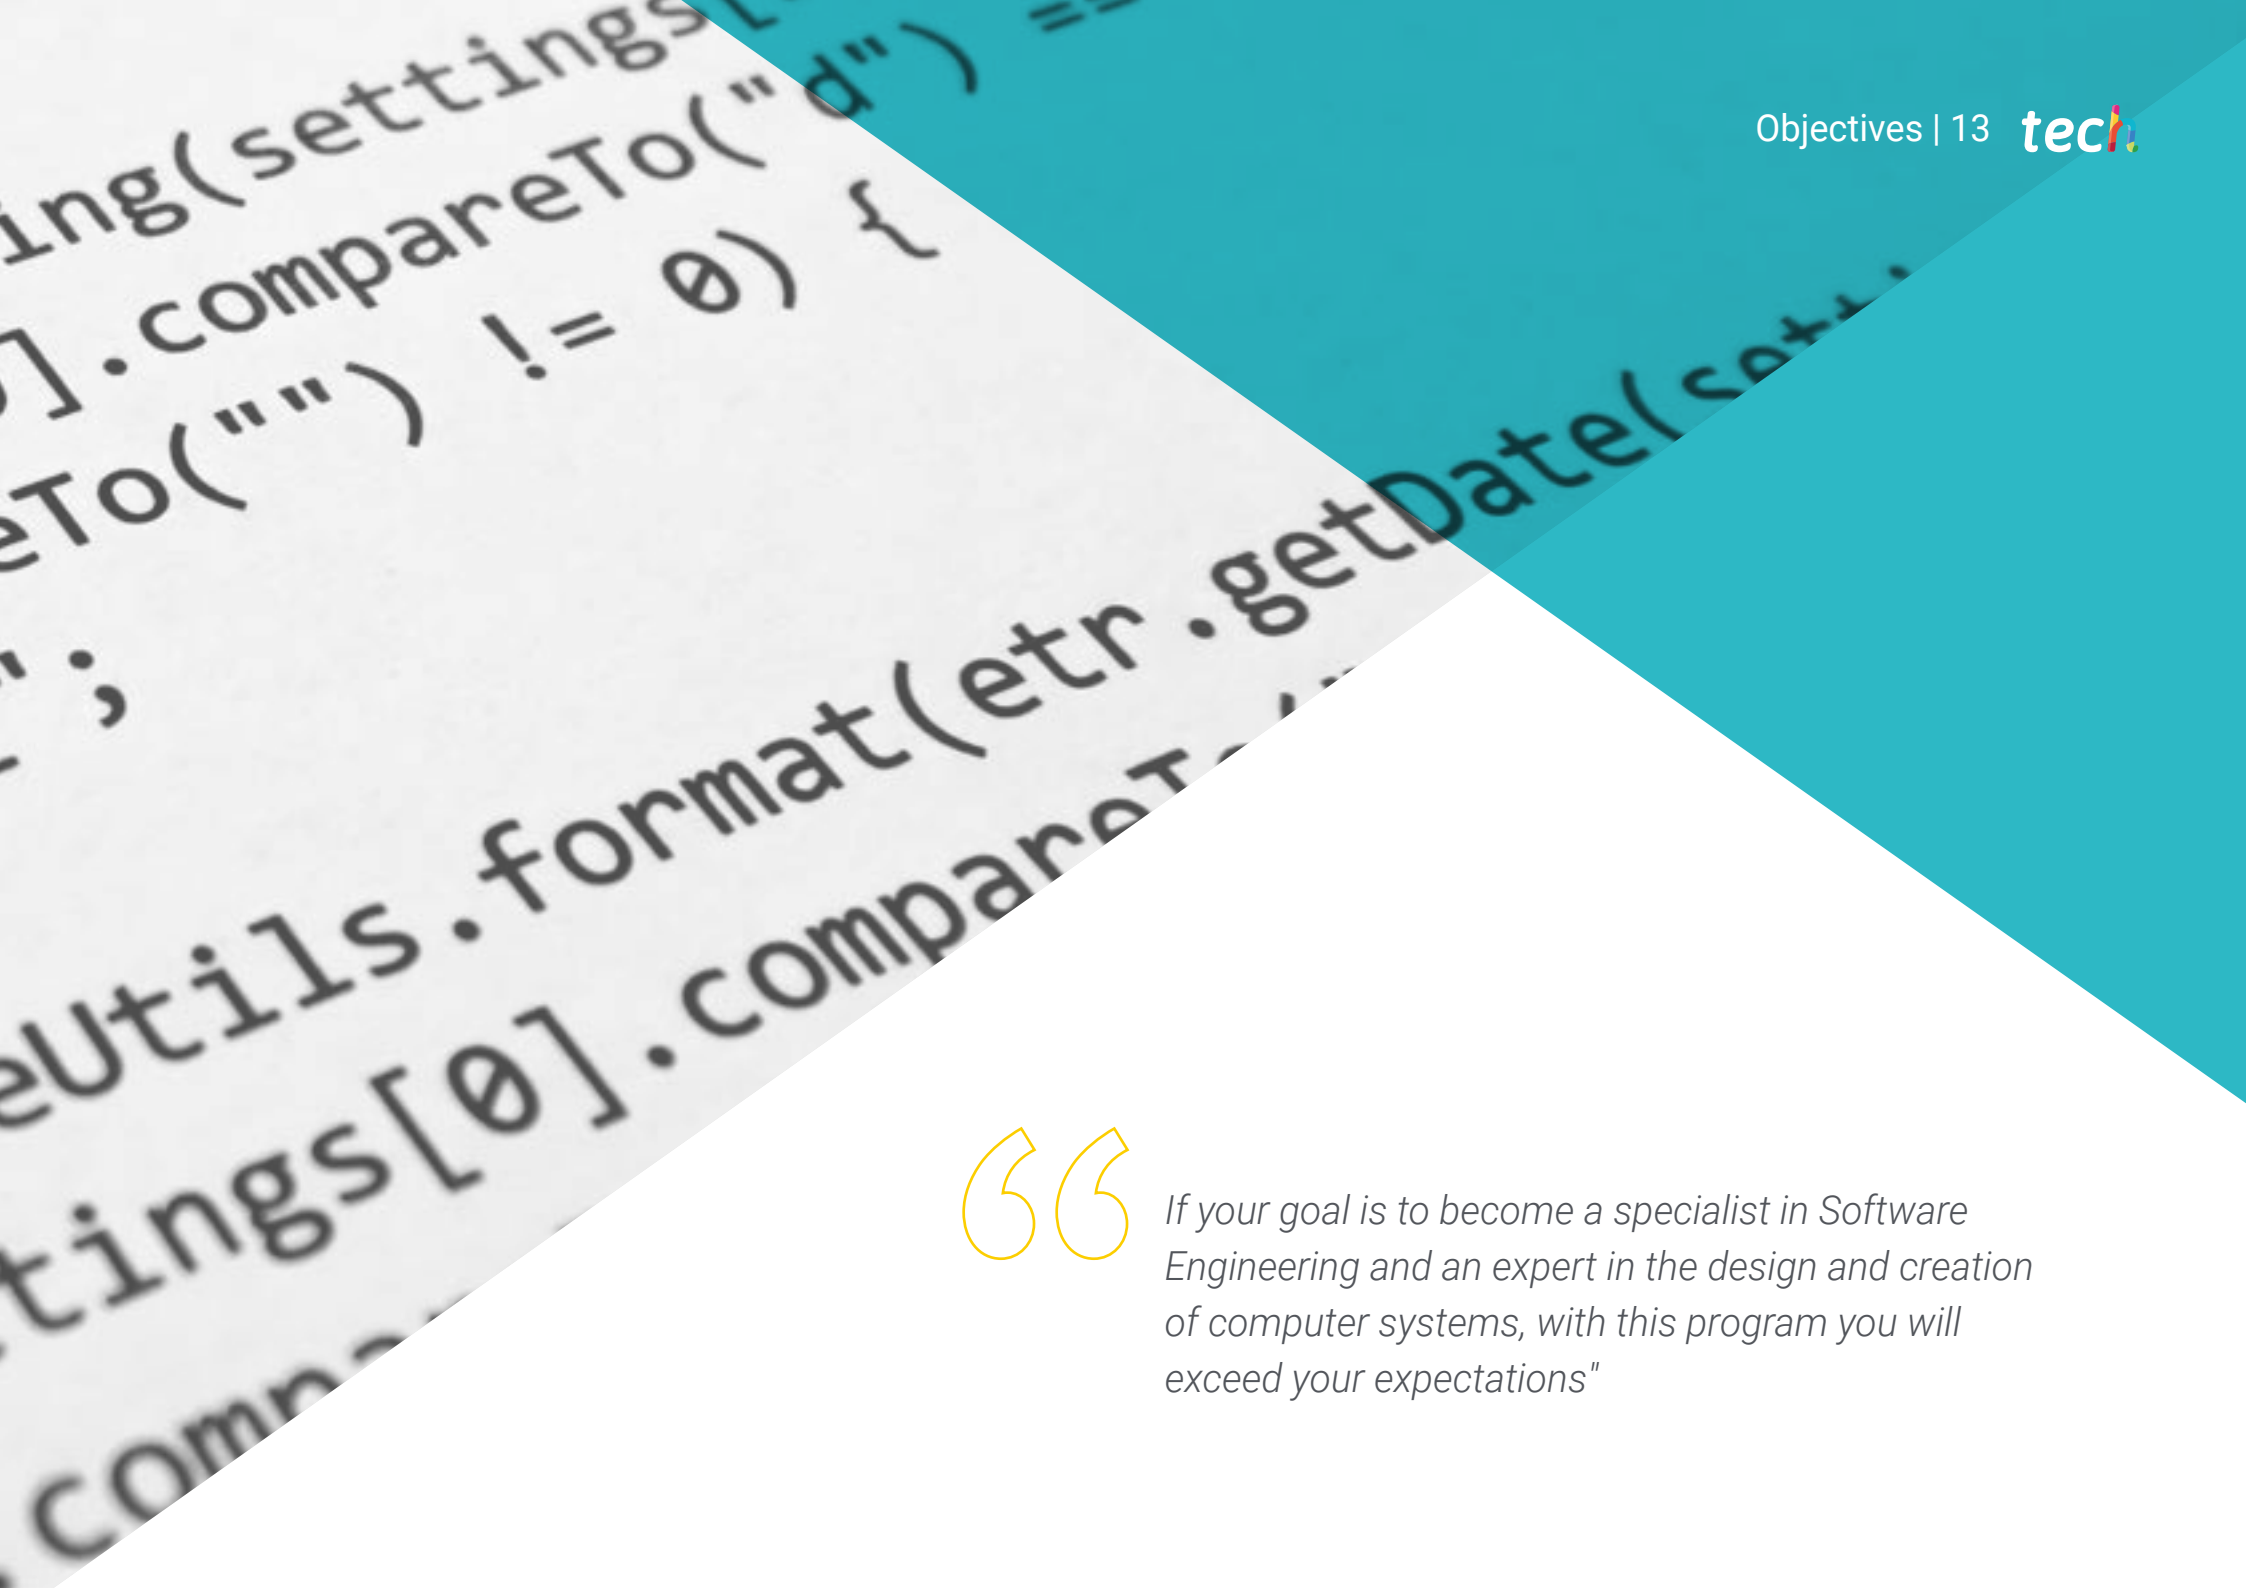 Objectives | 13 tech
ing(settings[
].compareTo("d") ==
eTo("") != 0) {
";
eUtils.format(etr.getDate(setti
tings[0].compareTo("
.compa
If your goal is to become a specialist in Software
Engineering and an expert in the design and creation
of computer systems, with this program you will
exceed your expectations"